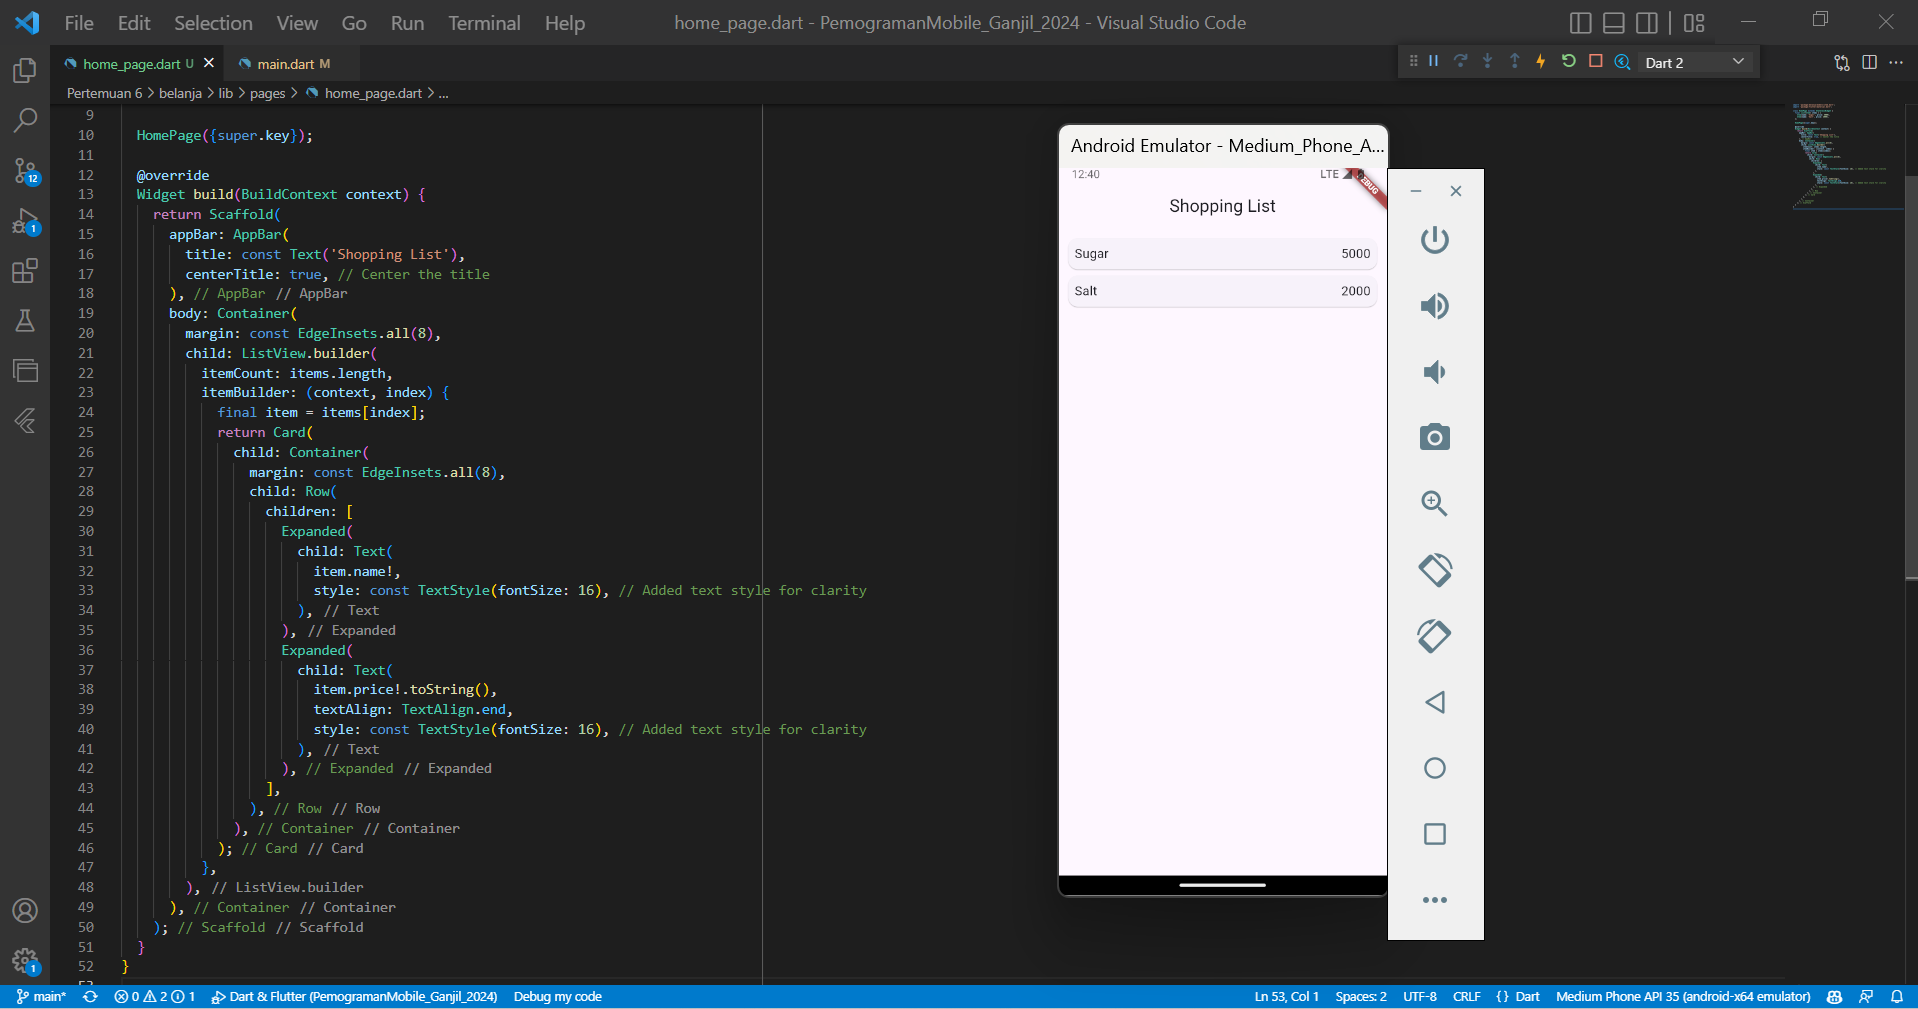 File Edit Selection View Go Run Terminal Help
home_page.dart - PemogramanMobile_Ganjil_2024 - Visual Studio Code
home_page.dart U
main.dart M
Dart 2
Pertemuan 6 > belanja > lib > pages > home_page.dart > ...
9
10 HomePage({super.key});
11
12 @override
13 Widget build(BuildContext context) {
14 return Scaffold(
15 appBar: AppBar(
16 title: const Text('Shopping List'),
17 centerTitle: true, // Center the title
18 ), // AppBar // AppBar
19 body: Container(
20 margin: const EdgeInsets.all(8),
21 child: ListView.builder(
22 itemCount: items.length,
23 itemBuilder: (context, index) {
24 final item = items[index];
25 return Card(
26 child: Container(
27 margin: const EdgeInsets.all(8),
28 child: Row(
29 children: [
30 Expanded(
31 child: Text(
32 item.name!,
33 style: const TextStyle(fontSize: 16), // Added text style for clarity
34 ), // Text
35 ), // Expanded
36 Expanded(
37 child: Text(
38 item.price!.toString(),
39 textAlign: TextAlign.end,
40 style: const TextStyle(fontSize: 16), // Added text style for clarity
41 ), // Text
42 ), // Expanded // Expanded
43 ],
44 ), // Row // Row
45 ), // Container // Container
46 ); // Card // Card
47 },
48 ), // ListView.builder
49 ), // Container // Container
50 ); // Scaffold // Scaffold
51 }
52 }
53
12
1
1
Android Emulator - Medium_Phone_A...
12:40 LTE
Shopping List
Sugar 5000
Salt 2000
main* 0 2 1 Dart & Flutter (PemogramanMobile_Ganjil_2024) Debug my code
Ln 53, Col 1 Spaces: 2 UTF-8 CRLF {} Dart Medium Phone API 35 (android-x64 emulator)